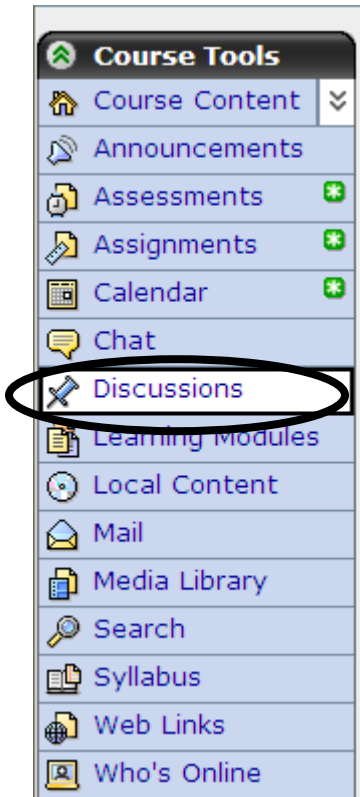 Course Tools
Course Content
Announcements
Assessments
Assignments
Calendar
Chat
Discussions
Learning Modules
Local Content
Mail
Media Library
Search
Syllabus
Web Links
Who's Online